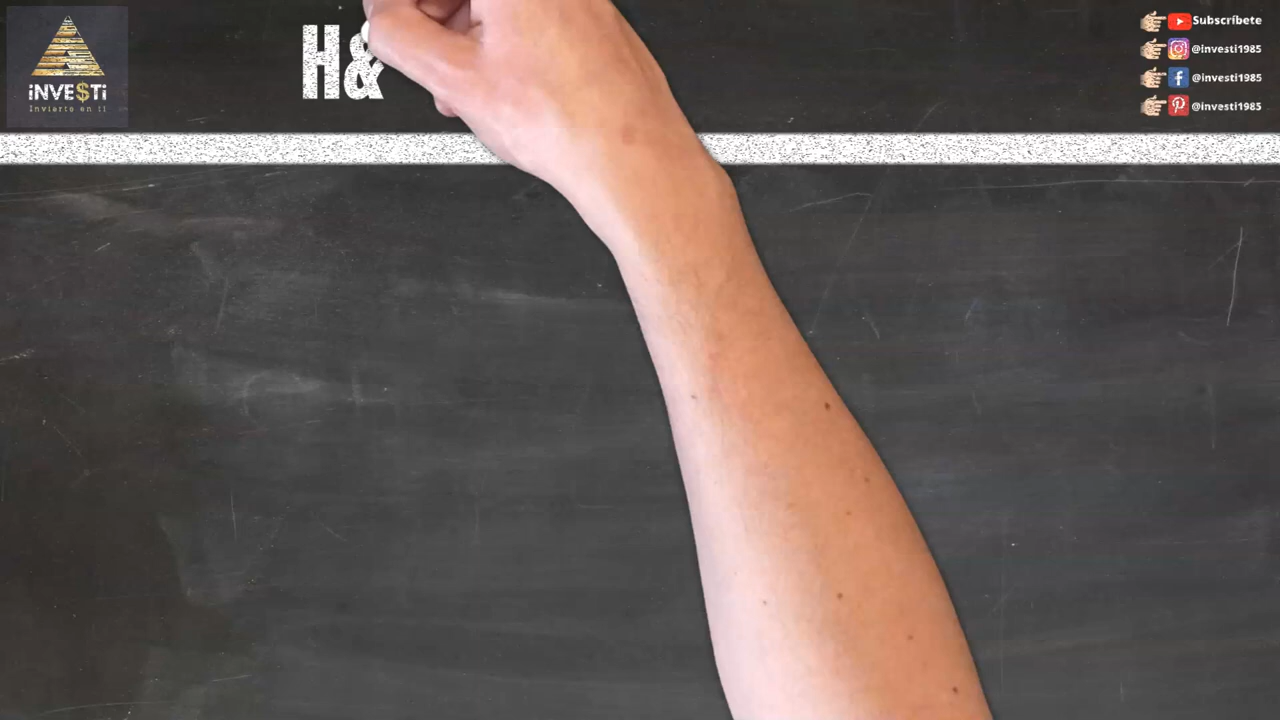 iNVE$Ti
Invierte en ti
H&
Subscríbete
@investi1985
@investi1985
@investi1985